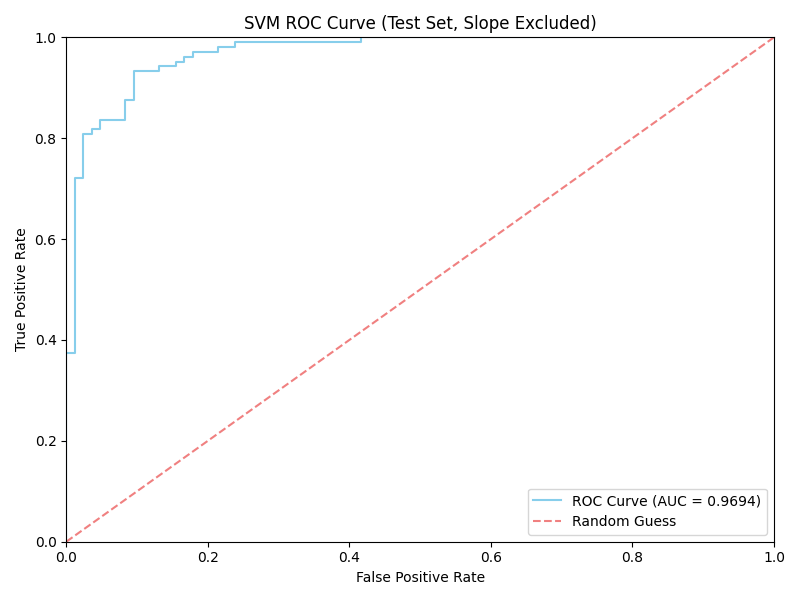 SVM ROC Curve (Test Set, Slope Excluded)
1.0
0.8
0.6
0.4
0.2
0.0
True Positive Rate
0.0 0.2 0.4 0.6 0.8 1.0
False Positive Rate
ROC Curve (AUC = 0.9694)
Random Guess